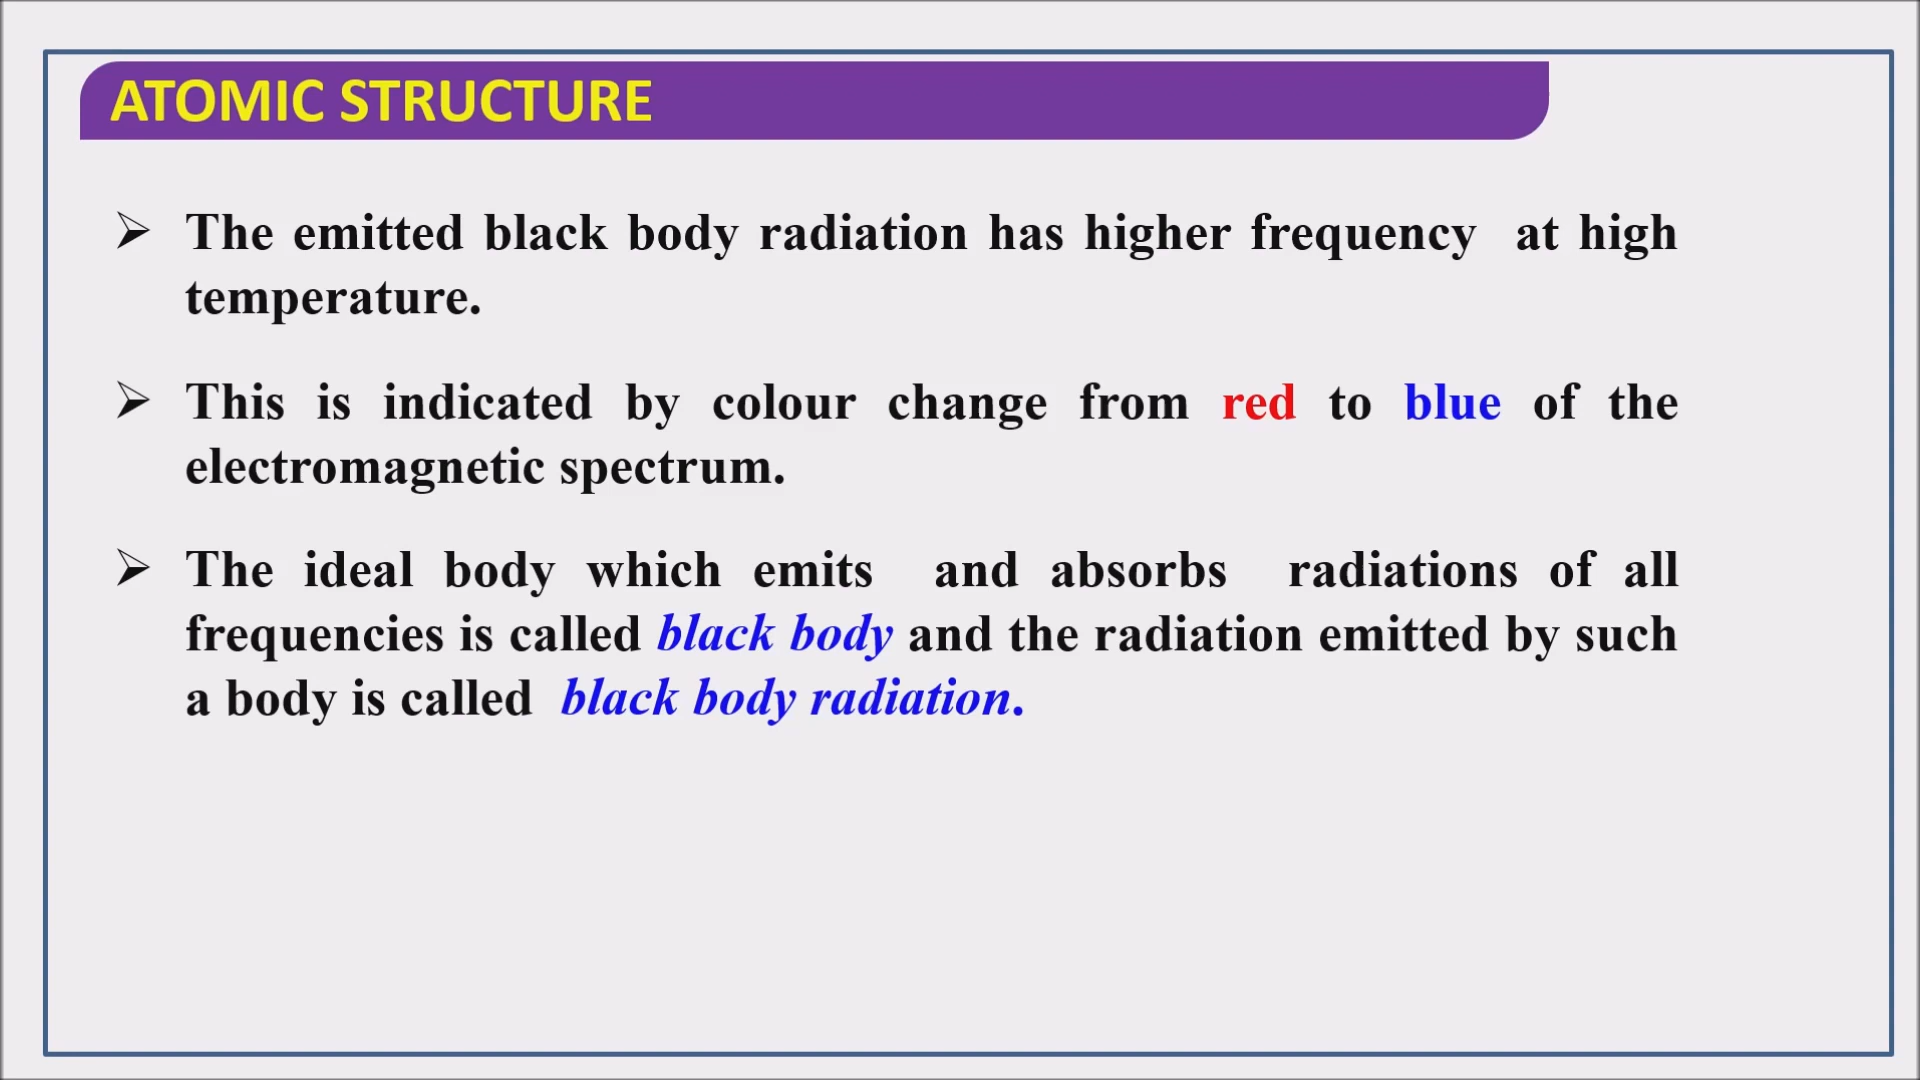 ATOMIC STRUCTURE
➢ The emitted black body radiation has higher frequency at high
temperature.
➢ This is indicated by colour change from red to blue of the
electromagnetic spectrum.
➢ The ideal body which emits and absorbs radiations of all
frequencies is called black body and the radiation emitted by such
a body is called black body radiation.